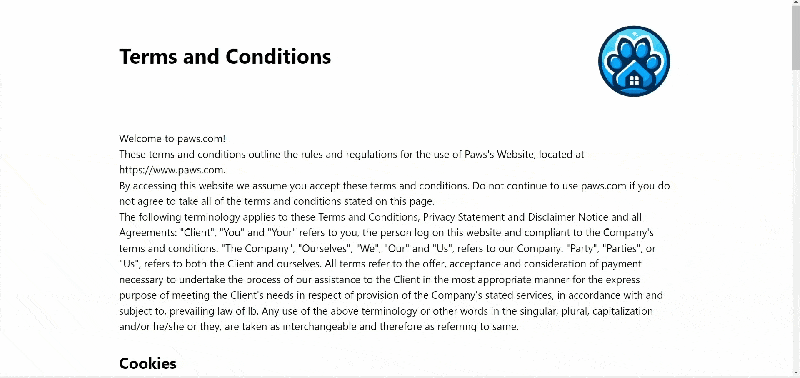 Terms and Conditions
Welcome to paws.com!
These terms and conditions outline the rules and regulations for the use of Paws's Website, located at
https://www.paws.com.
By accessing this website we assume you accept these terms and conditions. Do not continue to use paws.com if you do
not agree to take all of the terms and conditions stated on this page.
The following terminology applies to these Terms and Conditions, Privacy Statement and Disclaimer Notice and all
Agreements: "Client", "You" and "Your" refers to you, the person log on this website and compliant to the Company's
terms and conditions. "The Company", "Ourselves", "We", "Our" and "Us", refers to our Company. "Party", "Parties", or
"Us", refers to both the Client and ourselves. All terms refer to the offer, acceptance and consideration of payment
necessary to undertake the process of our assistance to the Client in the most appropriate manner for the express
purpose of meeting the Client's needs in respect of provision of the Company's stated services, in accordance with and
subject to, prevailing law of lb. Any use of the above terminology or other words in the singular, plural, capitalization
and/or he/she or they, are taken as interchangeable and therefore as referring to same.
Cookies